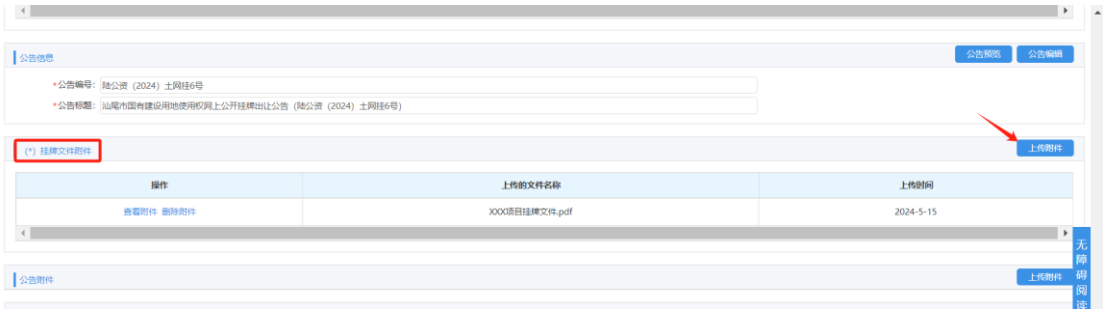 公告信息
公告预览 公告编辑
*公告编号: 陆公资（2024）土网挂6号
*公告标题: 汕尾市国有建设用地使用权网上公开挂牌出让公告（陆公资（2024）土网挂6号）
(*) 挂牌文件附件
上传附件
操作 上传的文件名称 上传时间
查看附件 删除附件 XXX项目挂牌文件.pdf 2024-5-15
公告附件
上传附件
无障碍阅读